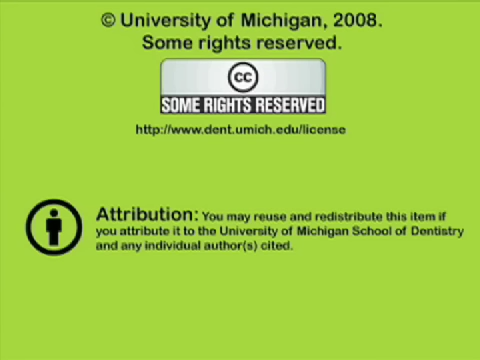 © University of Michigan, 2008.
Some rights reserved.
cc
SOME RIGHTS RESERVED
http://www.dent.umich.edu/license
Attribution: You may reuse and redistribute this item if
you attribute it to the University of Michigan School of Dentistry
and any individual author(s) cited.